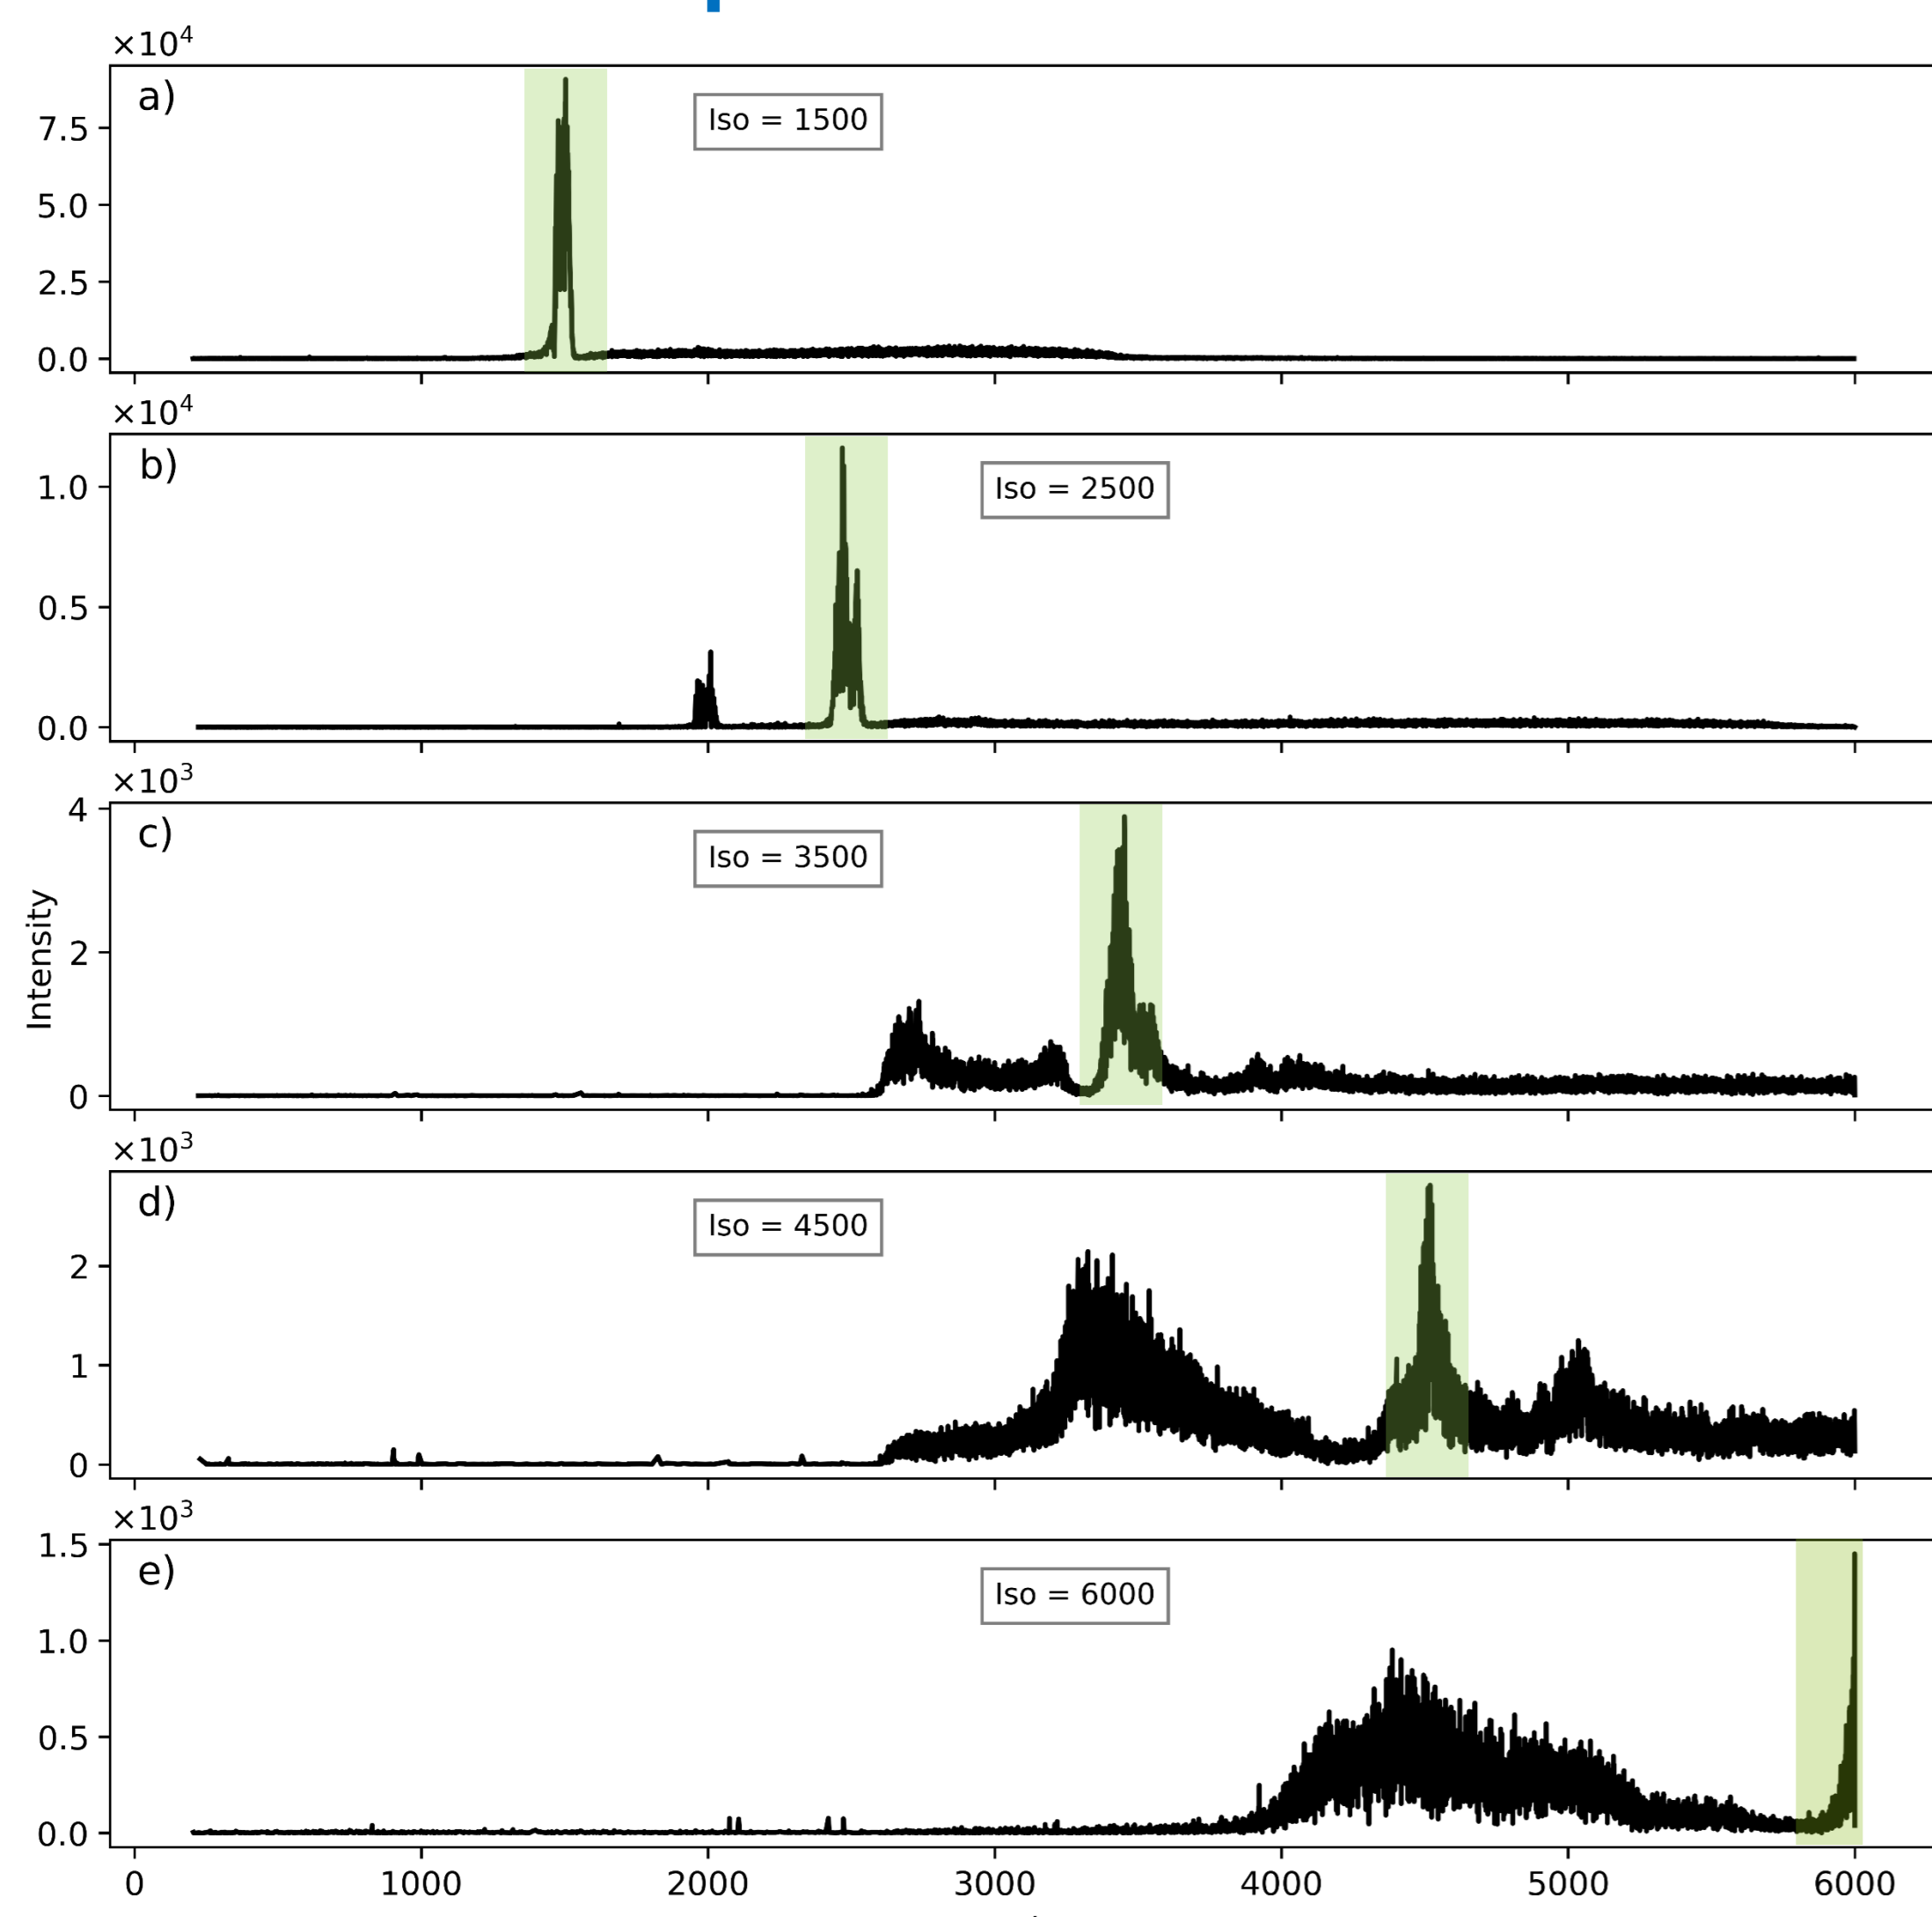 ×10⁴
a)
Iso = 1500
7.5
5.0
2.5
0.0
×10⁴
b)
Iso = 2500
1.0
0.5
0.0
×10³
c)
Iso = 3500
4
2
0
Intensity
×10³
d)
Iso = 4500
2
1
0
×10³
e)
Iso = 6000
1.5
1.0
0.5
0.0
0 1000 2000 3000 4000 5000 6000